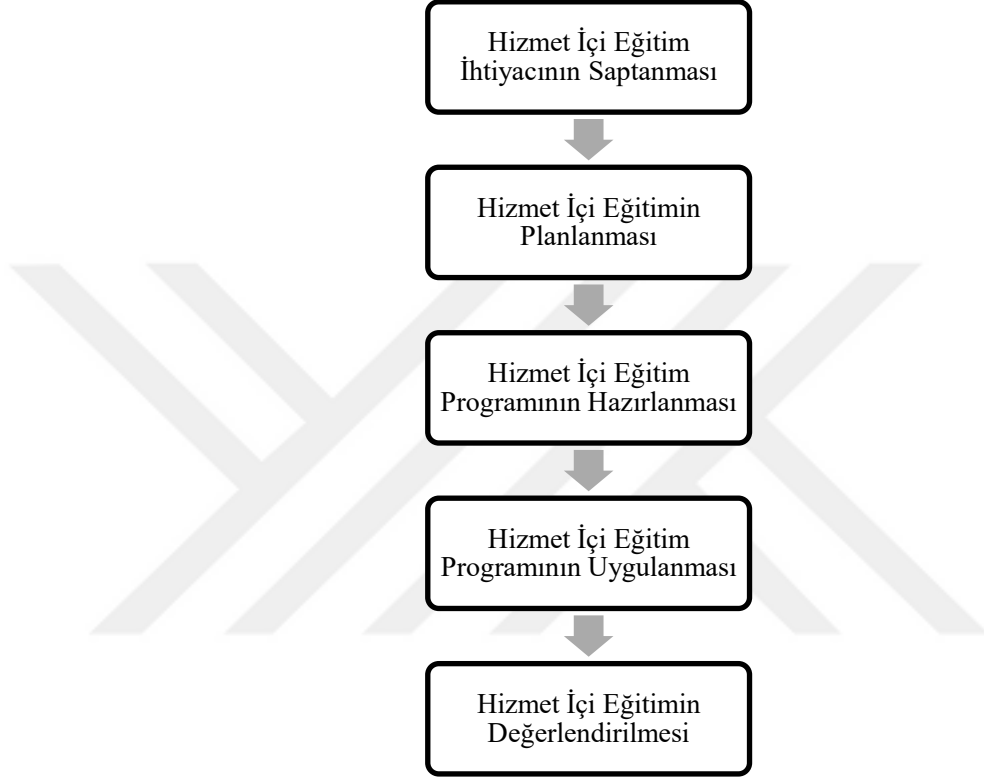 Hizmet İçi Eğitim
İhtiyacının Saptanması
Hizmet İçi Eğitimin
Planlanması
Hizmet İçi Eğitim
Programının Hazırlanması
Hizmet İçi Eğitim
Programının Uygulanması
Hizmet İçi Eğitimin
Değerlendirilmesi